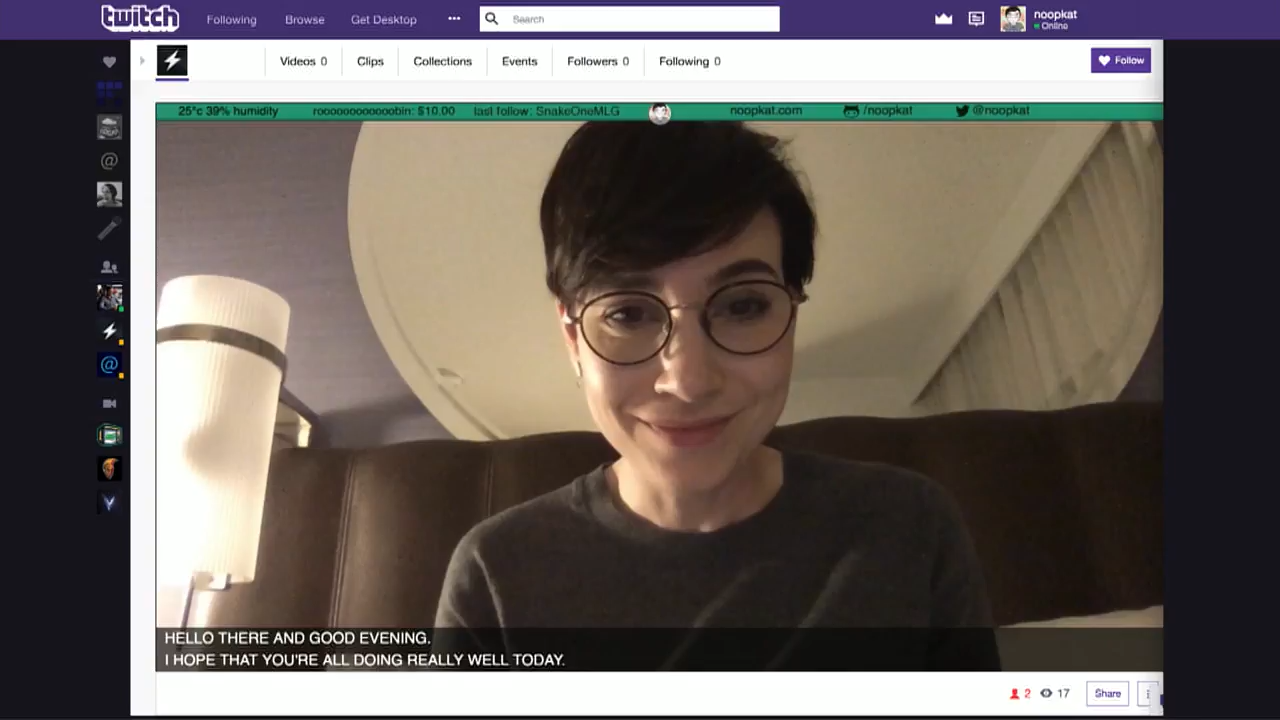 twitch Following Browse Get Desktop ••• Search noopkat
Online
Videos 0 Clips Collections Events Followers 0 Following 0 Follow
25°c 39% humidity roooooooooooobin: $10.00 last follow: SnakeOneMLG noopkat.com /noopkat @noopkat
HELLO THERE AND GOOD EVENING.
I HOPE THAT YOU'RE ALL DOING REALLY WELL TODAY.
2 17 Share